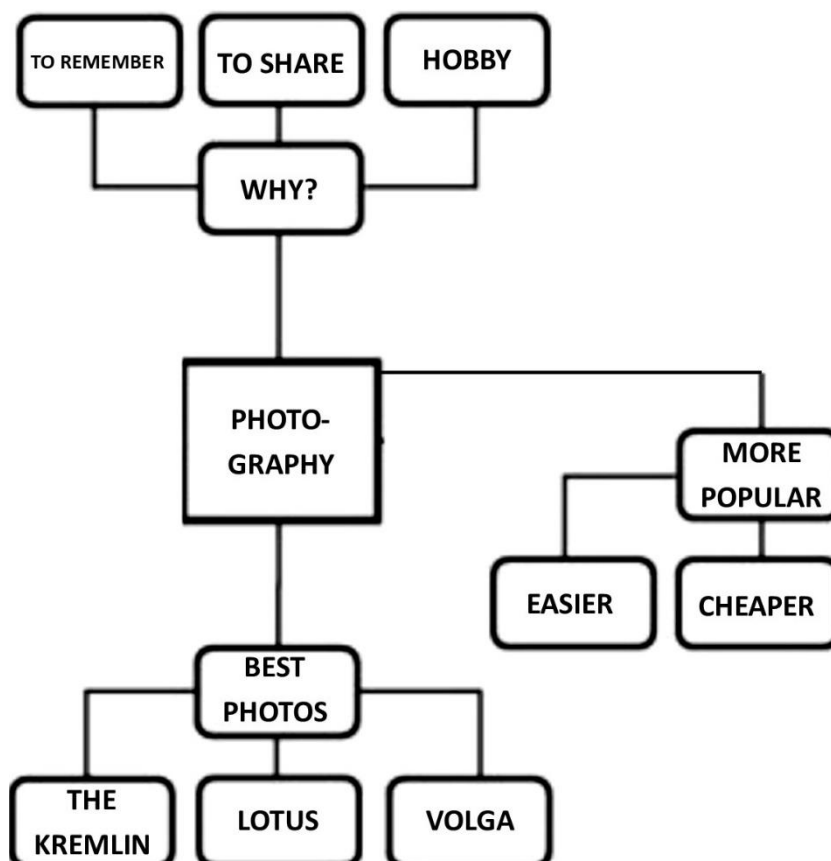 TO REMEMBER
TO SHARE
HOBBY
WHY?
PHOTO-
GRAPHY
MORE
POPULAR
EASIER
CHEAPER
BEST
PHOTOS
THE
KREMLIN
LOTUS
VOLGA